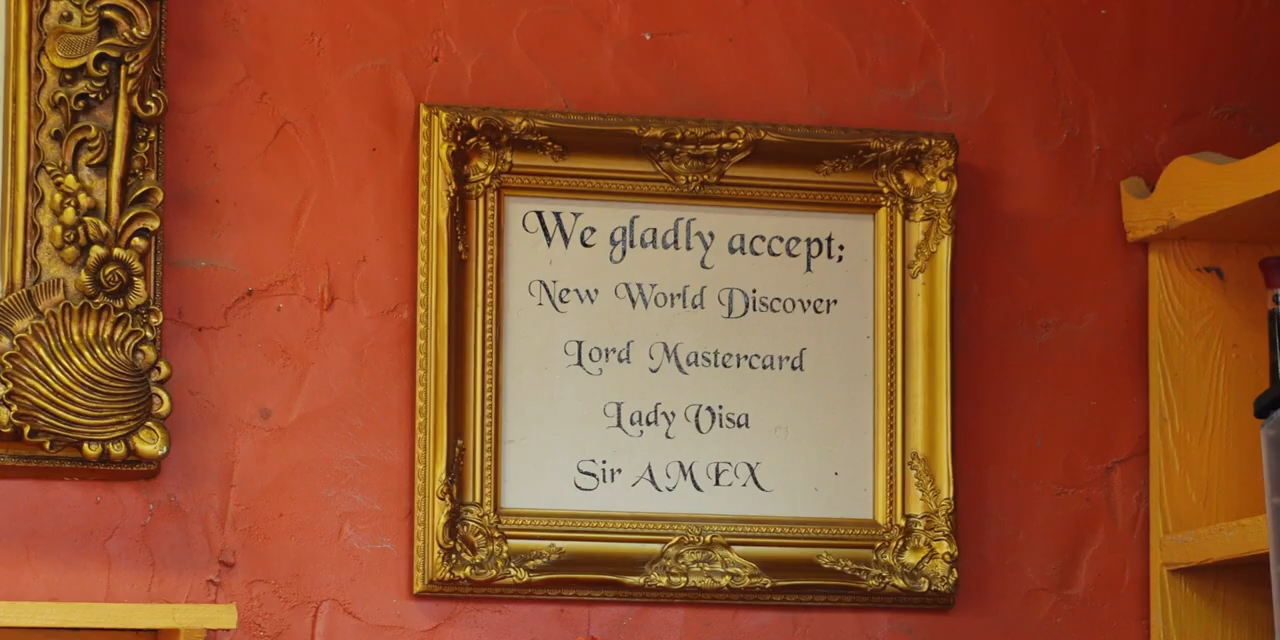 We gladly accept;
New World Discover
Lord Mastercard
Lady Visa
Sir AMEX